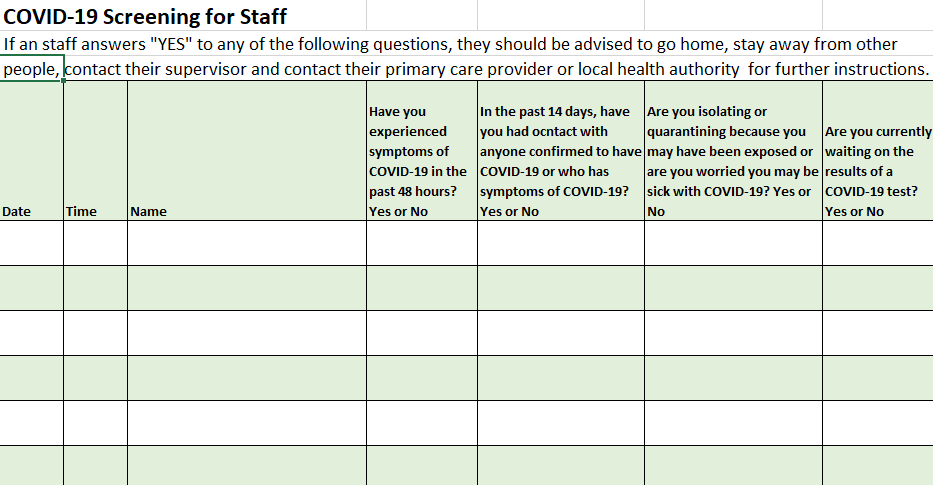 COVID-19 Screening for Staff
If an staff answers "YES" to any of the following questions, they should be advised to go home, stay away from other
people, contact their supervisor and contact their primary care provider or local health authority for further instructions.
Date
Time
Name
Have you
experienced
symptoms of
COVID-19 in the
past 48 hours?
Yes or No
In the past 14 days, have
you had ocntact with
anyone confirmed to have
COVID-19 or who has
symptoms of COVID-19?
Yes or No
Are you isolating or
quarantining because you
may have been exposed or
are you worried you may be
sick with COVID-19? Yes or
No
Are you currently
waiting on the
results of a
COVID-19 test?
Yes or No